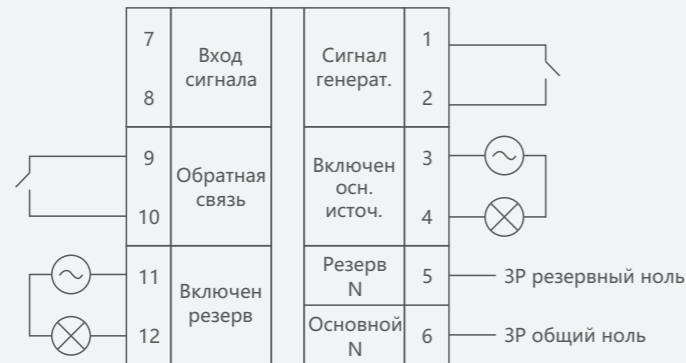 7
8
Вход
сигнала
Сигнал
генерат.
1
2
9
10
Обратная
связь
Включен
осн.
источ.
3
4
11
12
Включен
резерв
Резерв
N
5
3P резервный ноль
Основной
N
6
3P общий ноль